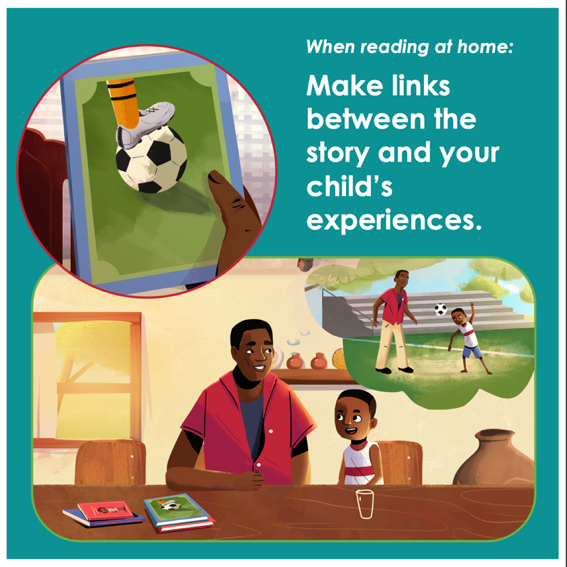 When reading at home:
Make links
between the
story and your
child's
experiences.